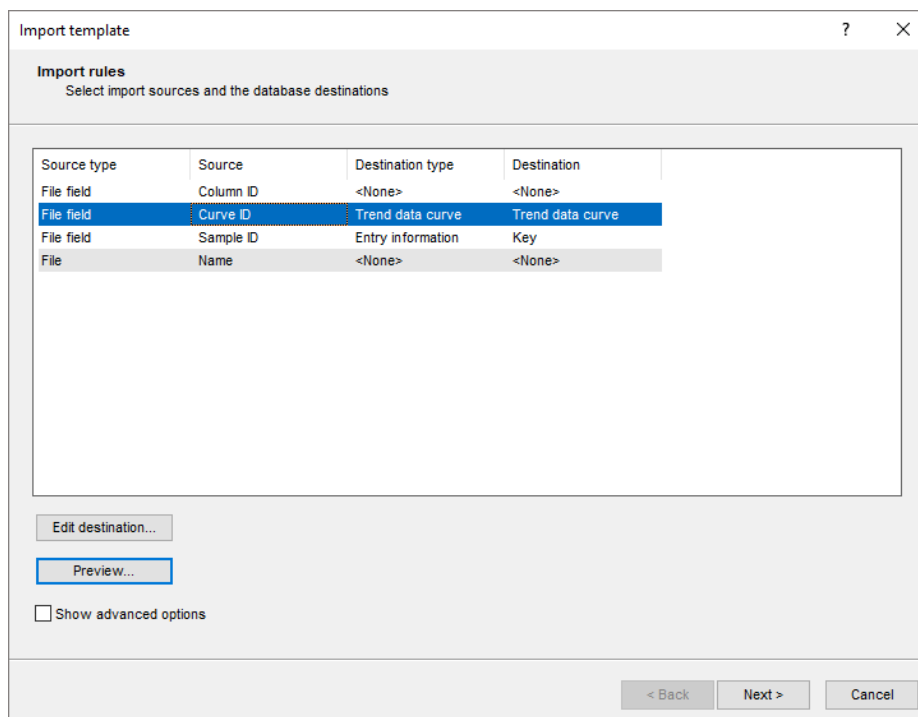 Import template ?
Import rules
Select import sources and the database destinations
Source type Source Destination type Destination
File field Column ID <None> <None>
File field Curve ID Trend data curve Trend data curve
File field Sample ID Entry information Key
File Name <None> <None>
Edit destination...
Preview...
Show advanced options
< Back Next > Cancel